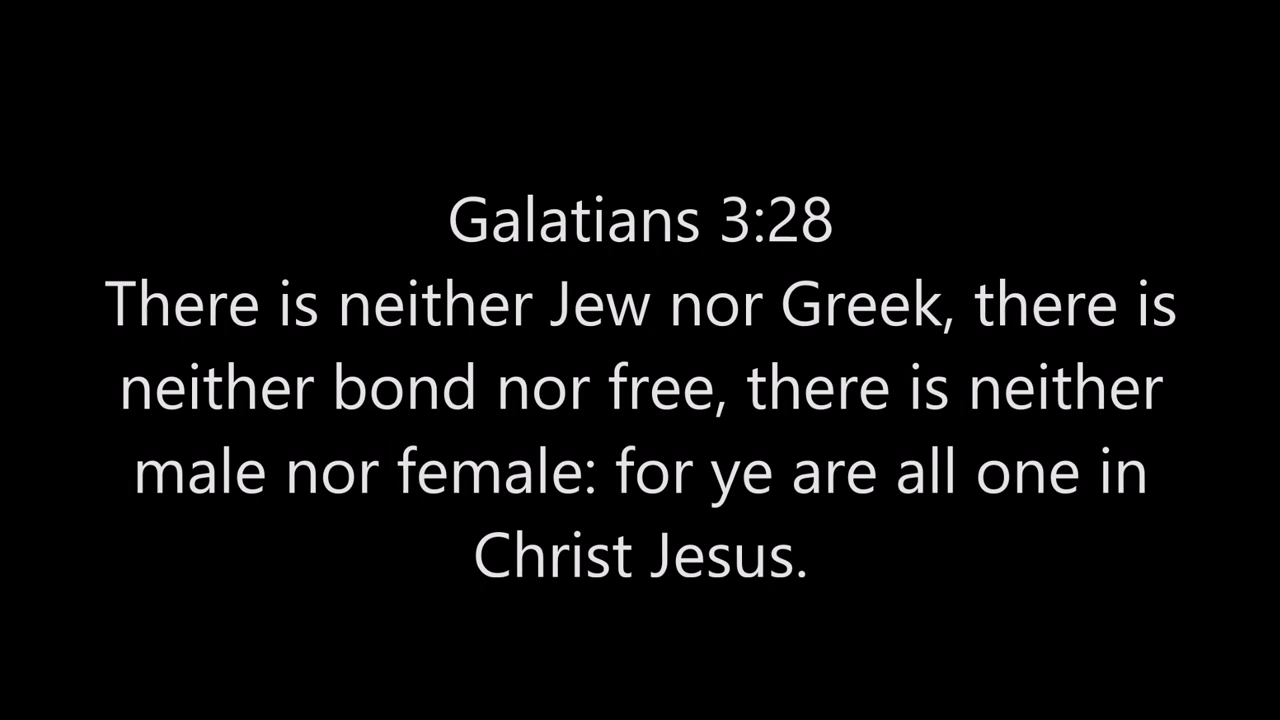 Galatians 3:28
There is neither Jew nor Greek, there is
neither bond nor free, there is neither
male nor female: for ye are all one in
Christ Jesus.